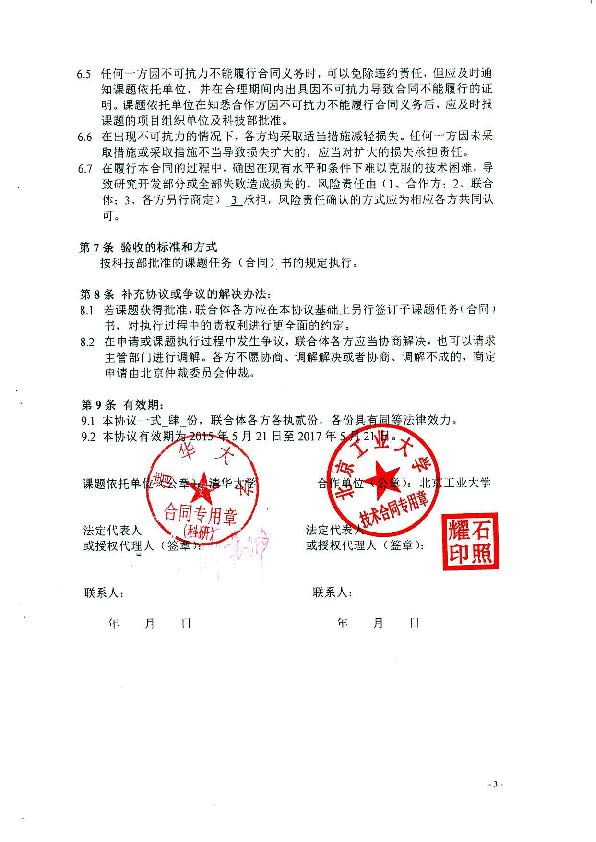 6.5 任何一方因不可抗力不能履行合同义务时，可以免除违约责任，但应及时通
知课题依托单位，并在合理期间内出具因不可抗力导致合同不能履行的证
明。课题依托单位在知悉合作方因不可抗力不能履行合同义务后，应及时报
课题的项目组织单位及科技部批准。
6.6 在出现不可抗力的情况下，各方均采取适当措施减轻损失。任何一方因未采
取措施或采取措施不当导致损失扩大的，应当对扩大的损失承担责任。
6.7 在履行本合同的过程中，确因在现有水平和条件下难以克服的技术困难，导
致研究开发部分或全部失败造成损失的，风险责任由（1、合作方；2、联合
体；3、各方另行商定）_3_承担，风险责任确认的方式应为相应各方共同认
可。
第 7 条 验收的标准和方式
按科技部批准的课题任务（合同）书的规定执行。
第 8 条 补充协议或争议的解决办法：
8.1 若课题获得批准，联合体各方应在本协议基础上另行签订子课题任务（合同）
书，对执行过程中的责权利进行更全面的约定。
8.2 在申请或课题执行过程中发生争议，联合体各方应当协商解决，也可以请求
主管部门进行调解。各方不愿协商、调解解决或者协商、调解不成的，商定
申请由北京仲裁委员会仲裁。
第 9 条 有效期：
9.1 本协议一式_肆_份，联合体各方各执贰份，各份具有同等法律效力。
9.2 本协议有效期为 2015 年 5 月 21 日至 2017 年 5 月 21 日。
课题依托单位（公章）：清华大学 合作单位（公章）：北京工业大学
清华大学
合同专用章
（科研）
北京工业大学
技术合同专用章
法定代表人 法定代表人
或授权代理人（签章）： 或授权代理人（签章）：
石照耀印
联系人： 联系人：
年 月 日 年 月 日
- 3 -